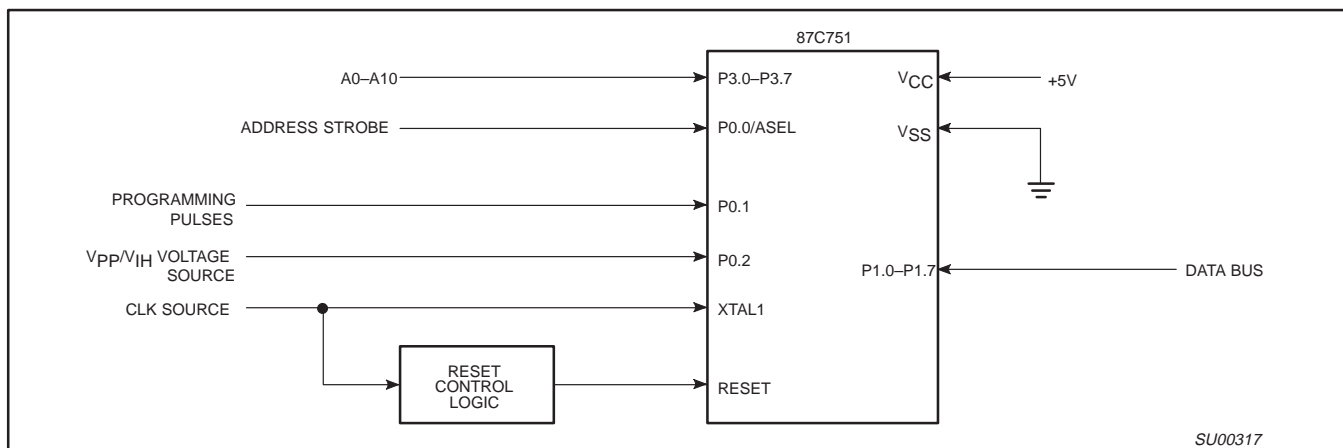 87C751
A0–A10
P3.0–P3.7
VCC
+5V
ADDRESS STROBE
P0.0/ASEL
VSS
PROGRAMMING
PULSES
P0.1
VPP/VIH VOLTAGE
SOURCE
P0.2
P1.0–P1.7
DATA BUS
CLK SOURCE
XTAL1
RESET
CONTROL
LOGIC
RESET
SU00317